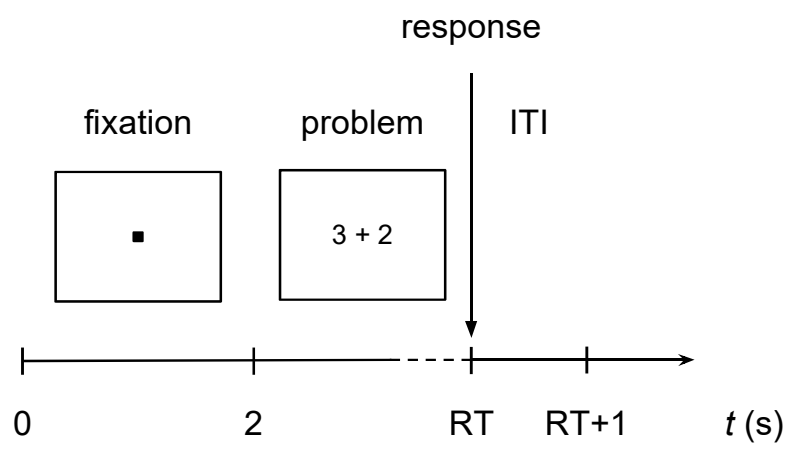 response
fixation
problem
ITI
3 + 2
0
2
RT
RT+1
t (s)